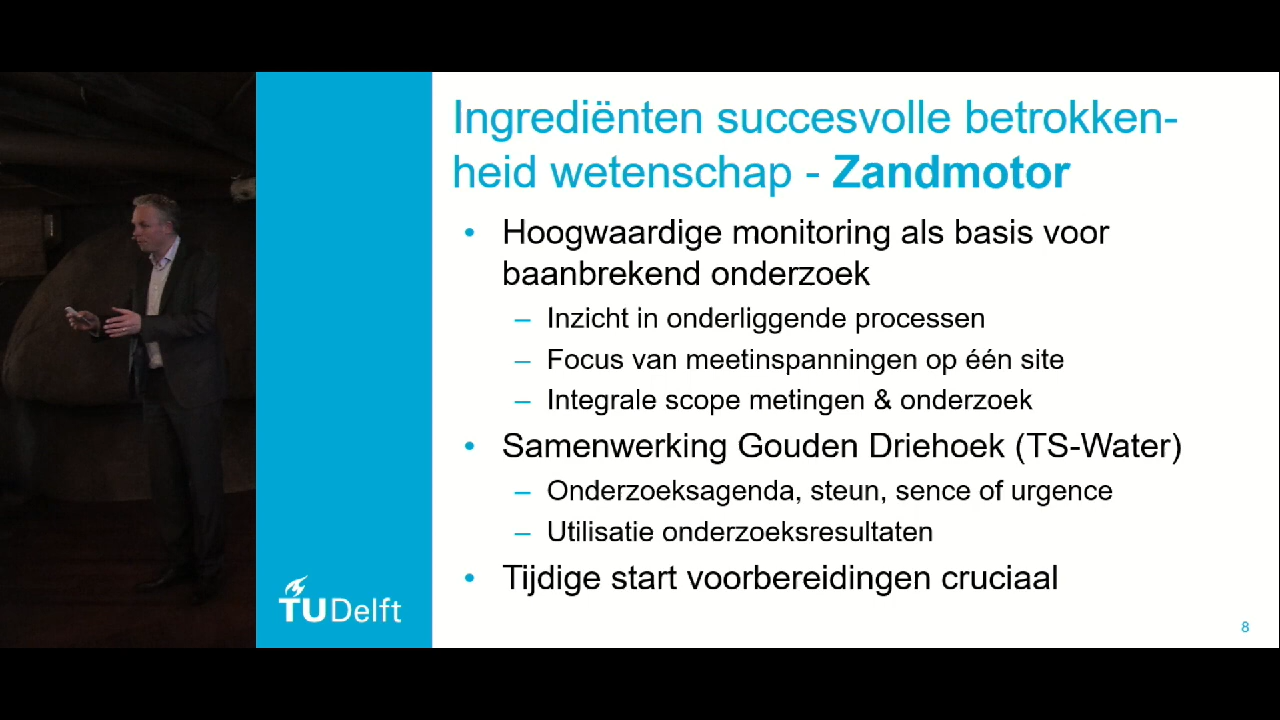 Ingrediënten succesvolle betrokken-
heid wetenschap - Zandmotor
• Hoogwaardige monitoring als basis voor
baanbrekend onderzoek
– Inzicht in onderliggende processen
– Focus van meetinspanningen op één site
– Integrale scope metingen & onderzoek
• Samenwerking Gouden Driehoek (TS-Water)
– Onderzoeksagenda, steun, sence of urgence
– Utilisatie onderzoeksresultaten
• Tijdige start voorbereidingen cruciaal
TUDelft
8